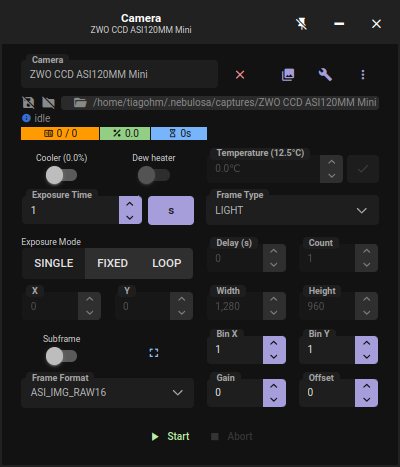 Camera
ZWO CCD ASI120MM Mini
Camera
ZWO CCD ASI120MM Mini
/home/tiagohm/.nebulosa/captures/ZWO CCD ASI120MM Mini
idle
0 / 0 0.0 0s
Cooler (0.0%) Dew heater Temperature (12.5°C)
0.0°C
Exposure Time Frame Type
1 s LIGHT
Exposure Mode Delay (s) Count
SINGLE FIXED LOOP 0 1
X Y Width Height
0 0 1,280 960
Subframe Bin X Bin Y
1 1
Frame Format Gain Offset
ASI_IMG_RAW16 0 0
Start Abort